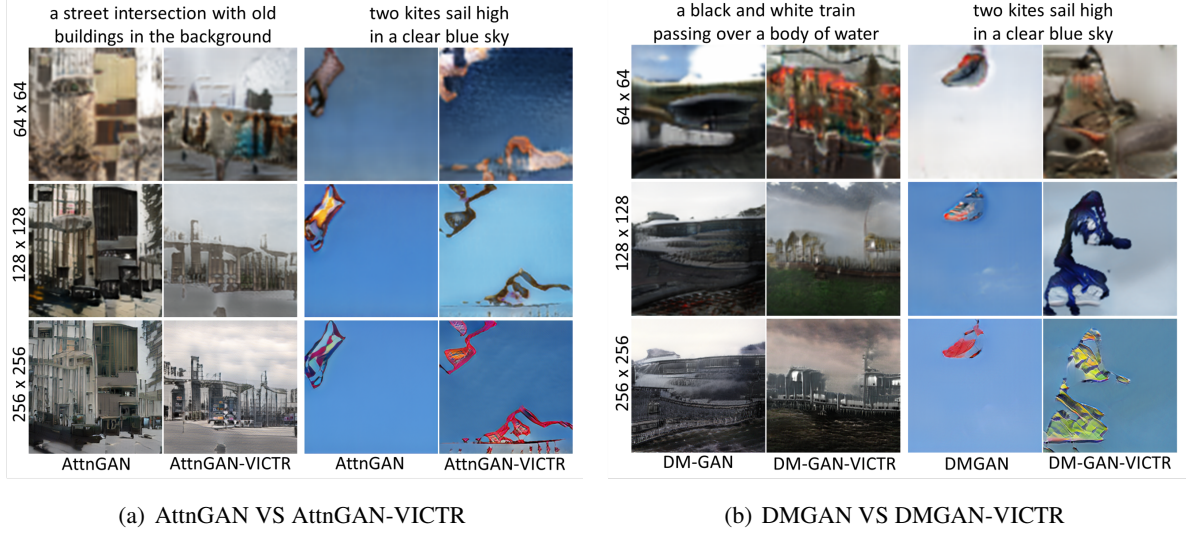 a street intersection with old
buildings in the background
two kites sail high
in a clear blue sky
64 x 64
128 x 128
256 x 256
AttnGAN
AttnGAN-VICTR
AttnGAN
AttnGAN-VICTR
(a) AttnGAN VS AttnGAN-VICTR
a black and white train
passing over a body of water
two kites sail high
in a clear blue sky
64 x 64
128 x 128
256 x 256
DM-GAN
DM-GAN-VICTR
DMGAN
DM-GAN-VICTR
(b) DMGAN VS DMGAN-VICTR